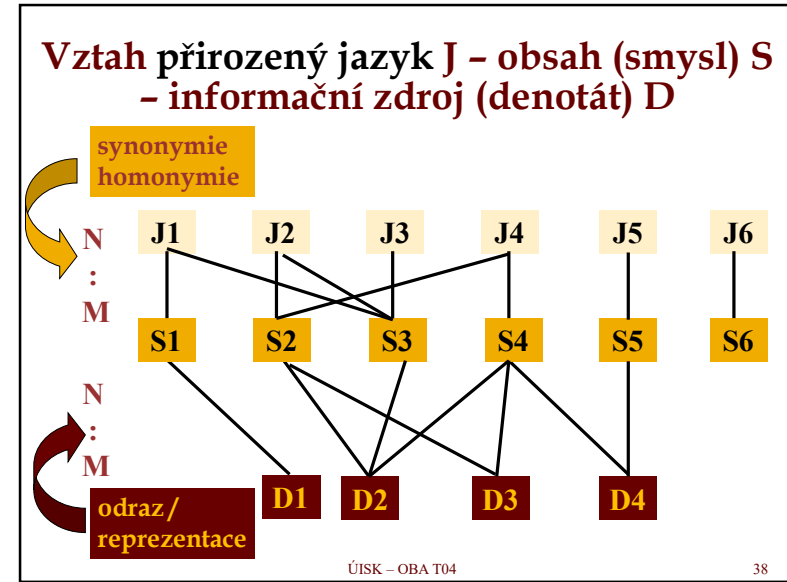 Vztah přirozený jazyk J – obsah (smysl) S
– informační zdroj (denotát) D
synonymie
homonymie
N
:
M
J1 J2 J3 J4 J5 J6
S1 S2 S3 S4 S5 S6
N
:
M
D1 D2 D3 D4
odraz/
reprezentace
ÚISK – OBA T04 38